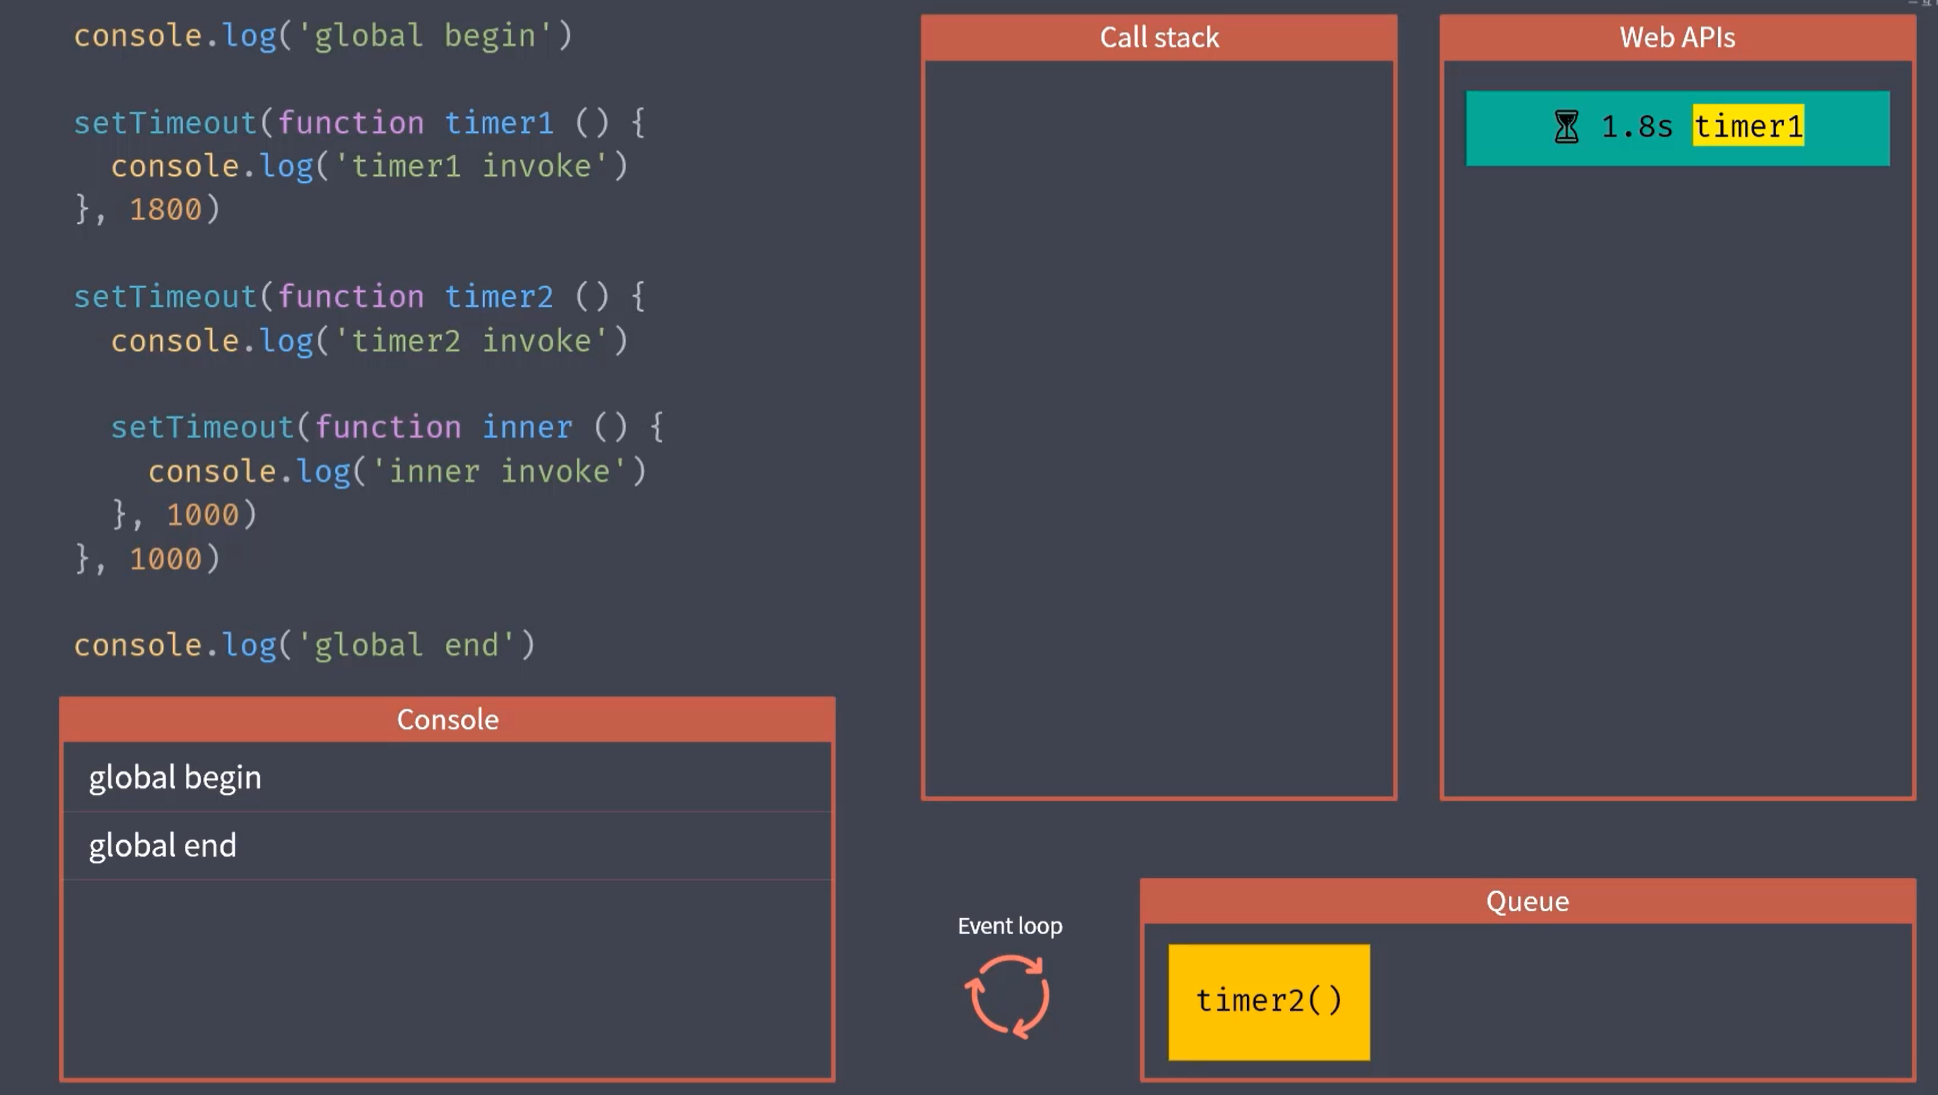 console.log('global begin')
setTimeout(function timer1 () {
  console.log('timer1 invoke')
}, 1800)
setTimeout(function timer2 () {
  console.log('timer2 invoke')
  setTimeout(function inner () {
    console.log('inner invoke')
  }, 1000)
}, 1000)
console.log('global end')
Console
global begin
global end
Call stack
Web APIs
1.8s timer1
Event loop
Queue
timer2()